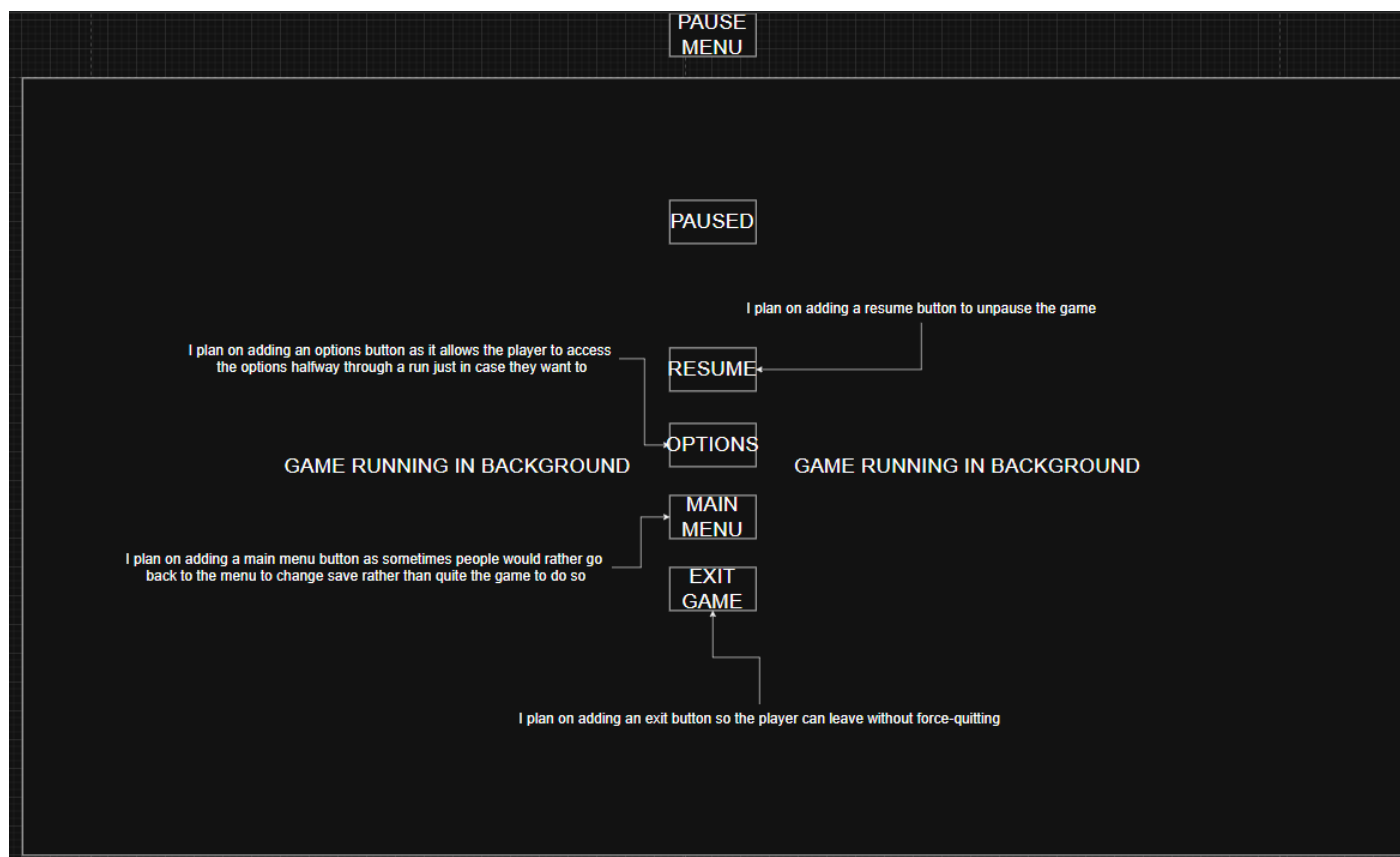 PAUSE
MENU
PAUSED
I plan on adding a resume button to unpause the game
I plan on adding an options button as it allows the player to access
the options halfway through a run just in case they want to
RESUME
OPTIONS
GAME RUNNING IN BACKGROUND
GAME RUNNING IN BACKGROUND
MAIN
MENU
I plan on adding a main menu button as sometimes people would rather go
back to the menu to change save rather than quite the game to do so
EXIT
GAME
I plan on adding an exit button so the player can leave without force-quitting